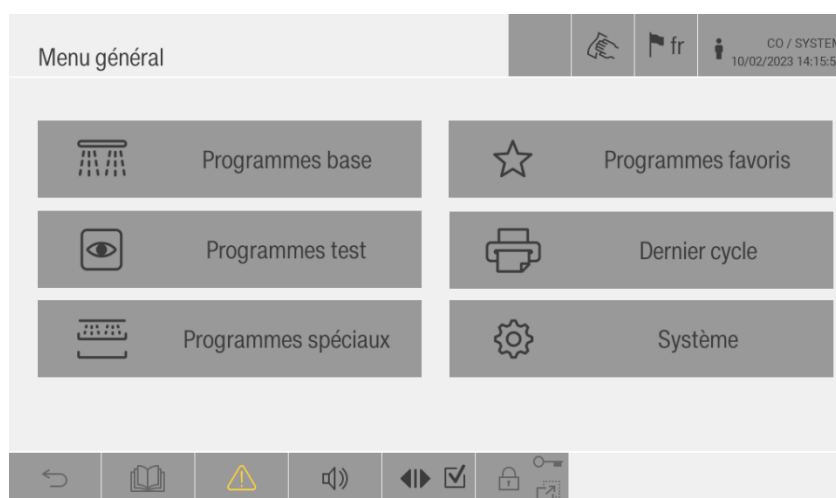 Menu général
fr
CO / SYSTEM
10/02/2023 14:15:5
Programmes base
Programmes favoris
Programmes test
Dernier cycle
Programmes spéciaux
Système